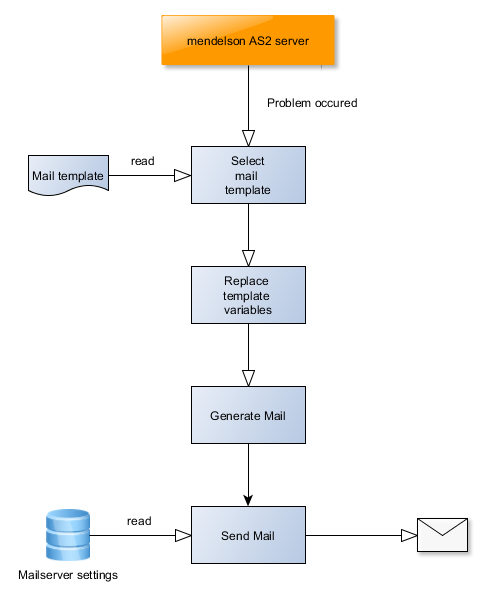 mendelson AS2 server
Problem occured
read
Mail template
Select
mail
template
Replace
template
variables
Generate Mail
read
Send Mail
Mailserver settings